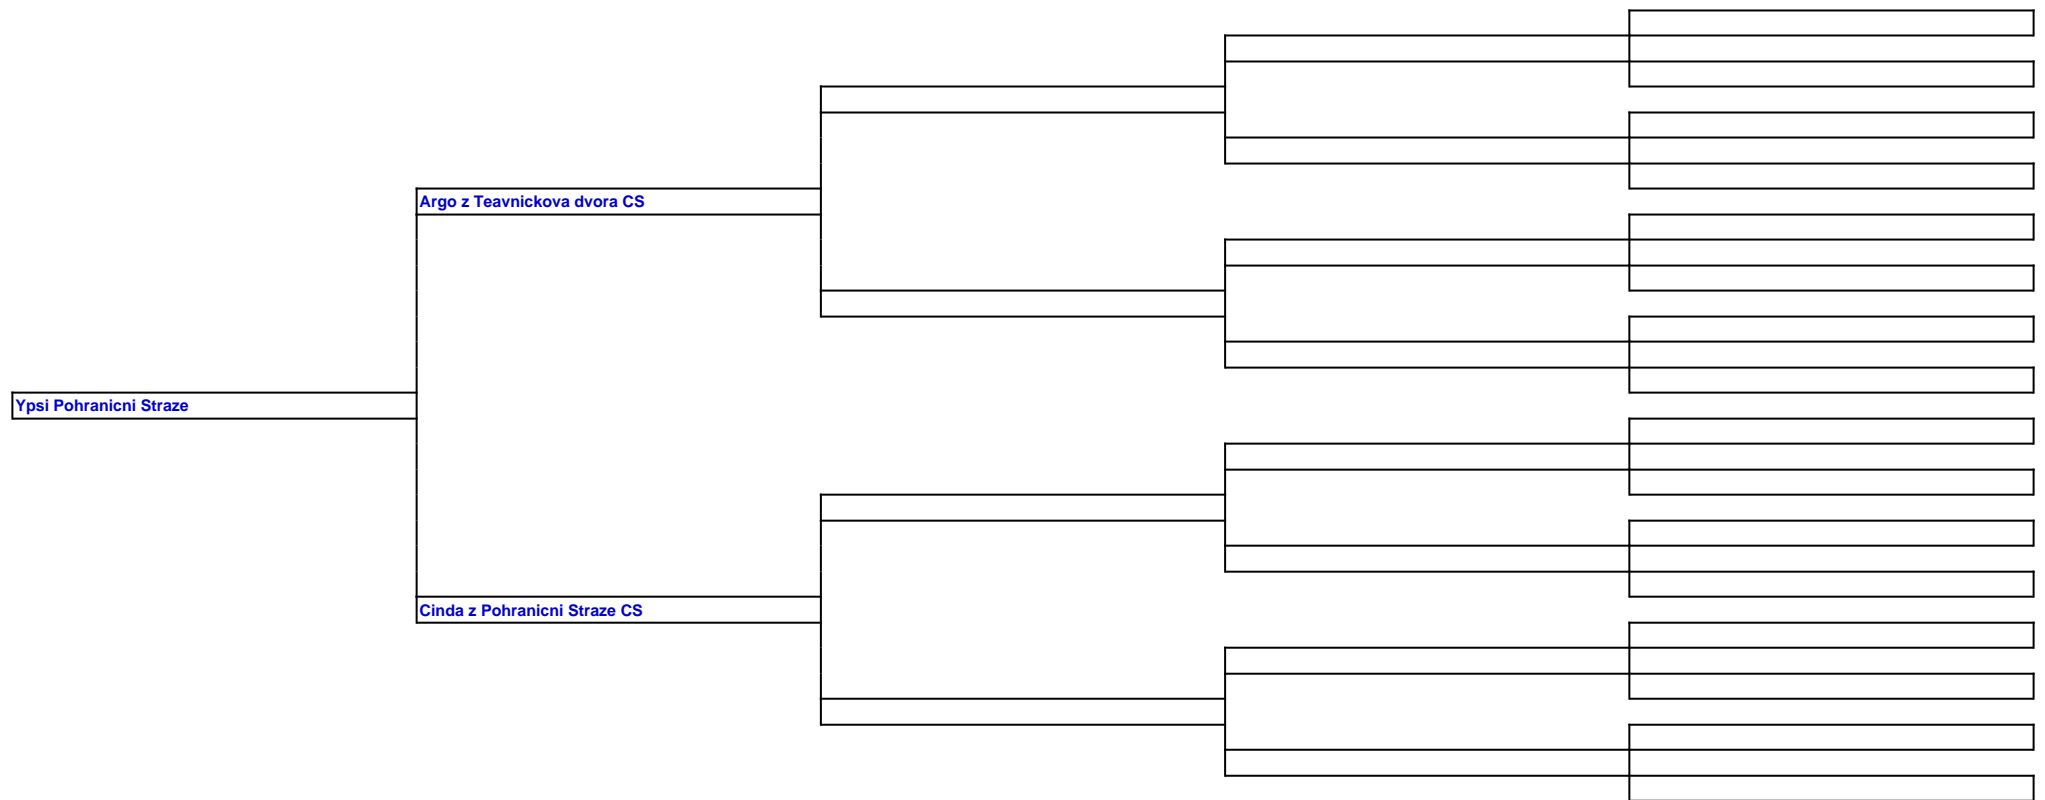 Argo z Teavnickova dvora CS
Ypsi Pohranicni Straze
Cinda z Pohranicni Straze CS